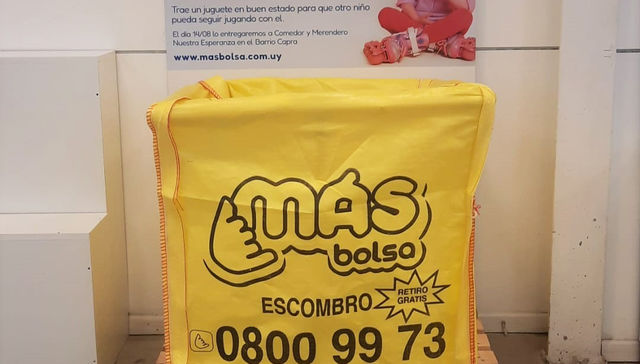 Trae un juguete en buen estado para que otro niño
pueda seguir jugando con el.
El día 14/08 lo entregaremos a Comedor y Merendero
Nuestra Esperanza en el Barrio Capra
www.masbolsa.com.uy
MÁS
bolsa
ESCOMBRO
RETIRO
GRATIS
0800 99 73